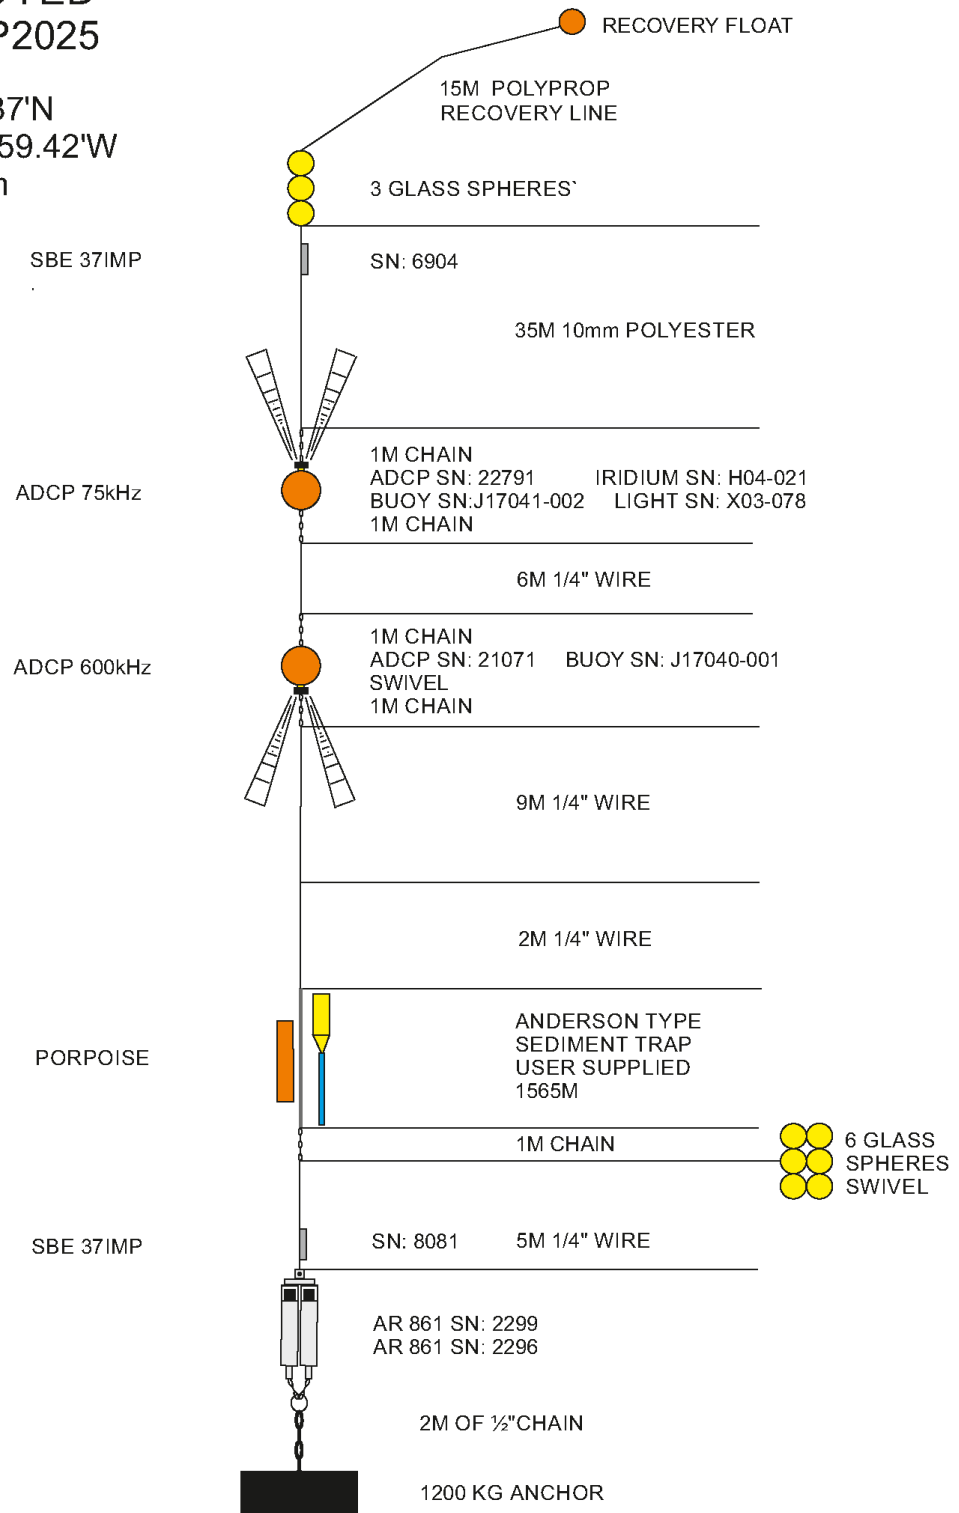 P2025
37'N
59.42'W
RECOVERY FLOAT
15M POLYPROP
RECOVERY LINE
3 GLASS SPHERES`
SBE 37IMP
.
SN: 6904
35M 10mm POLYESTER
ADCP 75kHz
1M CHAIN
ADCP SN: 22791 IRIDIUM SN: H04-021
BUOY SN:J17041-002 LIGHT SN: X03-078
1M CHAIN
6M 1/4" WIRE
ADCP 600kHz
1M CHAIN
ADCP SN: 21071 BUOY SN: J17040-001
SWIVEL
1M CHAIN
9M 1/4" WIRE
2M 1/4" WIRE
PORPOISE
ANDERSON TYPE
SEDIMENT TRAP
USER SUPPLIED
1565M
1M CHAIN
6 GLASS
SPHERES
SWIVEL
SBE 37IMP
SN: 8081 5M 1/4" WIRE
AR 861 SN: 2299
AR 861 SN: 2296
2M OF ½"CHAIN
1200 KG ANCHOR